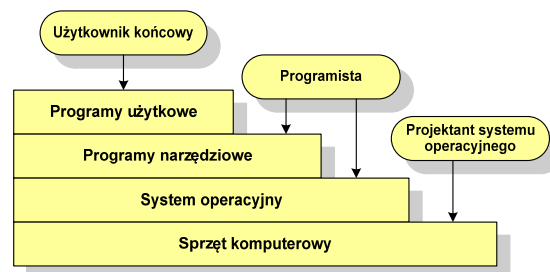 Użytkownik końcowy
Programista
Programy użytkowe
Projektant systemu
operacyjnego
Programy narzędziowe
System operacyjny
Sprzęt komputerowy